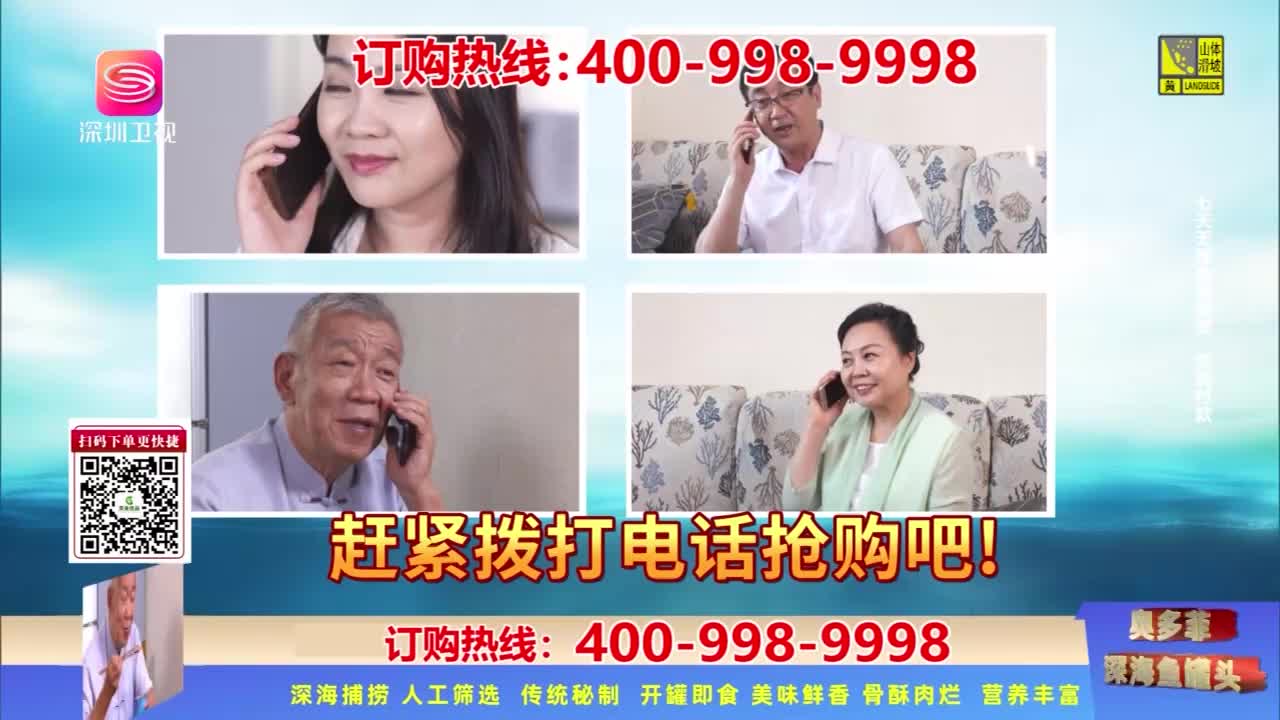 订购热线:400-998-9998
深圳卫视
山体
滑坡
黄 LANDSLIDE
扫码下单更快捷
赶紧拨打电话抢购吧!
订购热线：400-998-9998
奥多菲
深海鱼罐头
深海捕捞 人工筛选 传统秘制 开罐即食 美味鲜香 骨酥肉烂 营养丰富